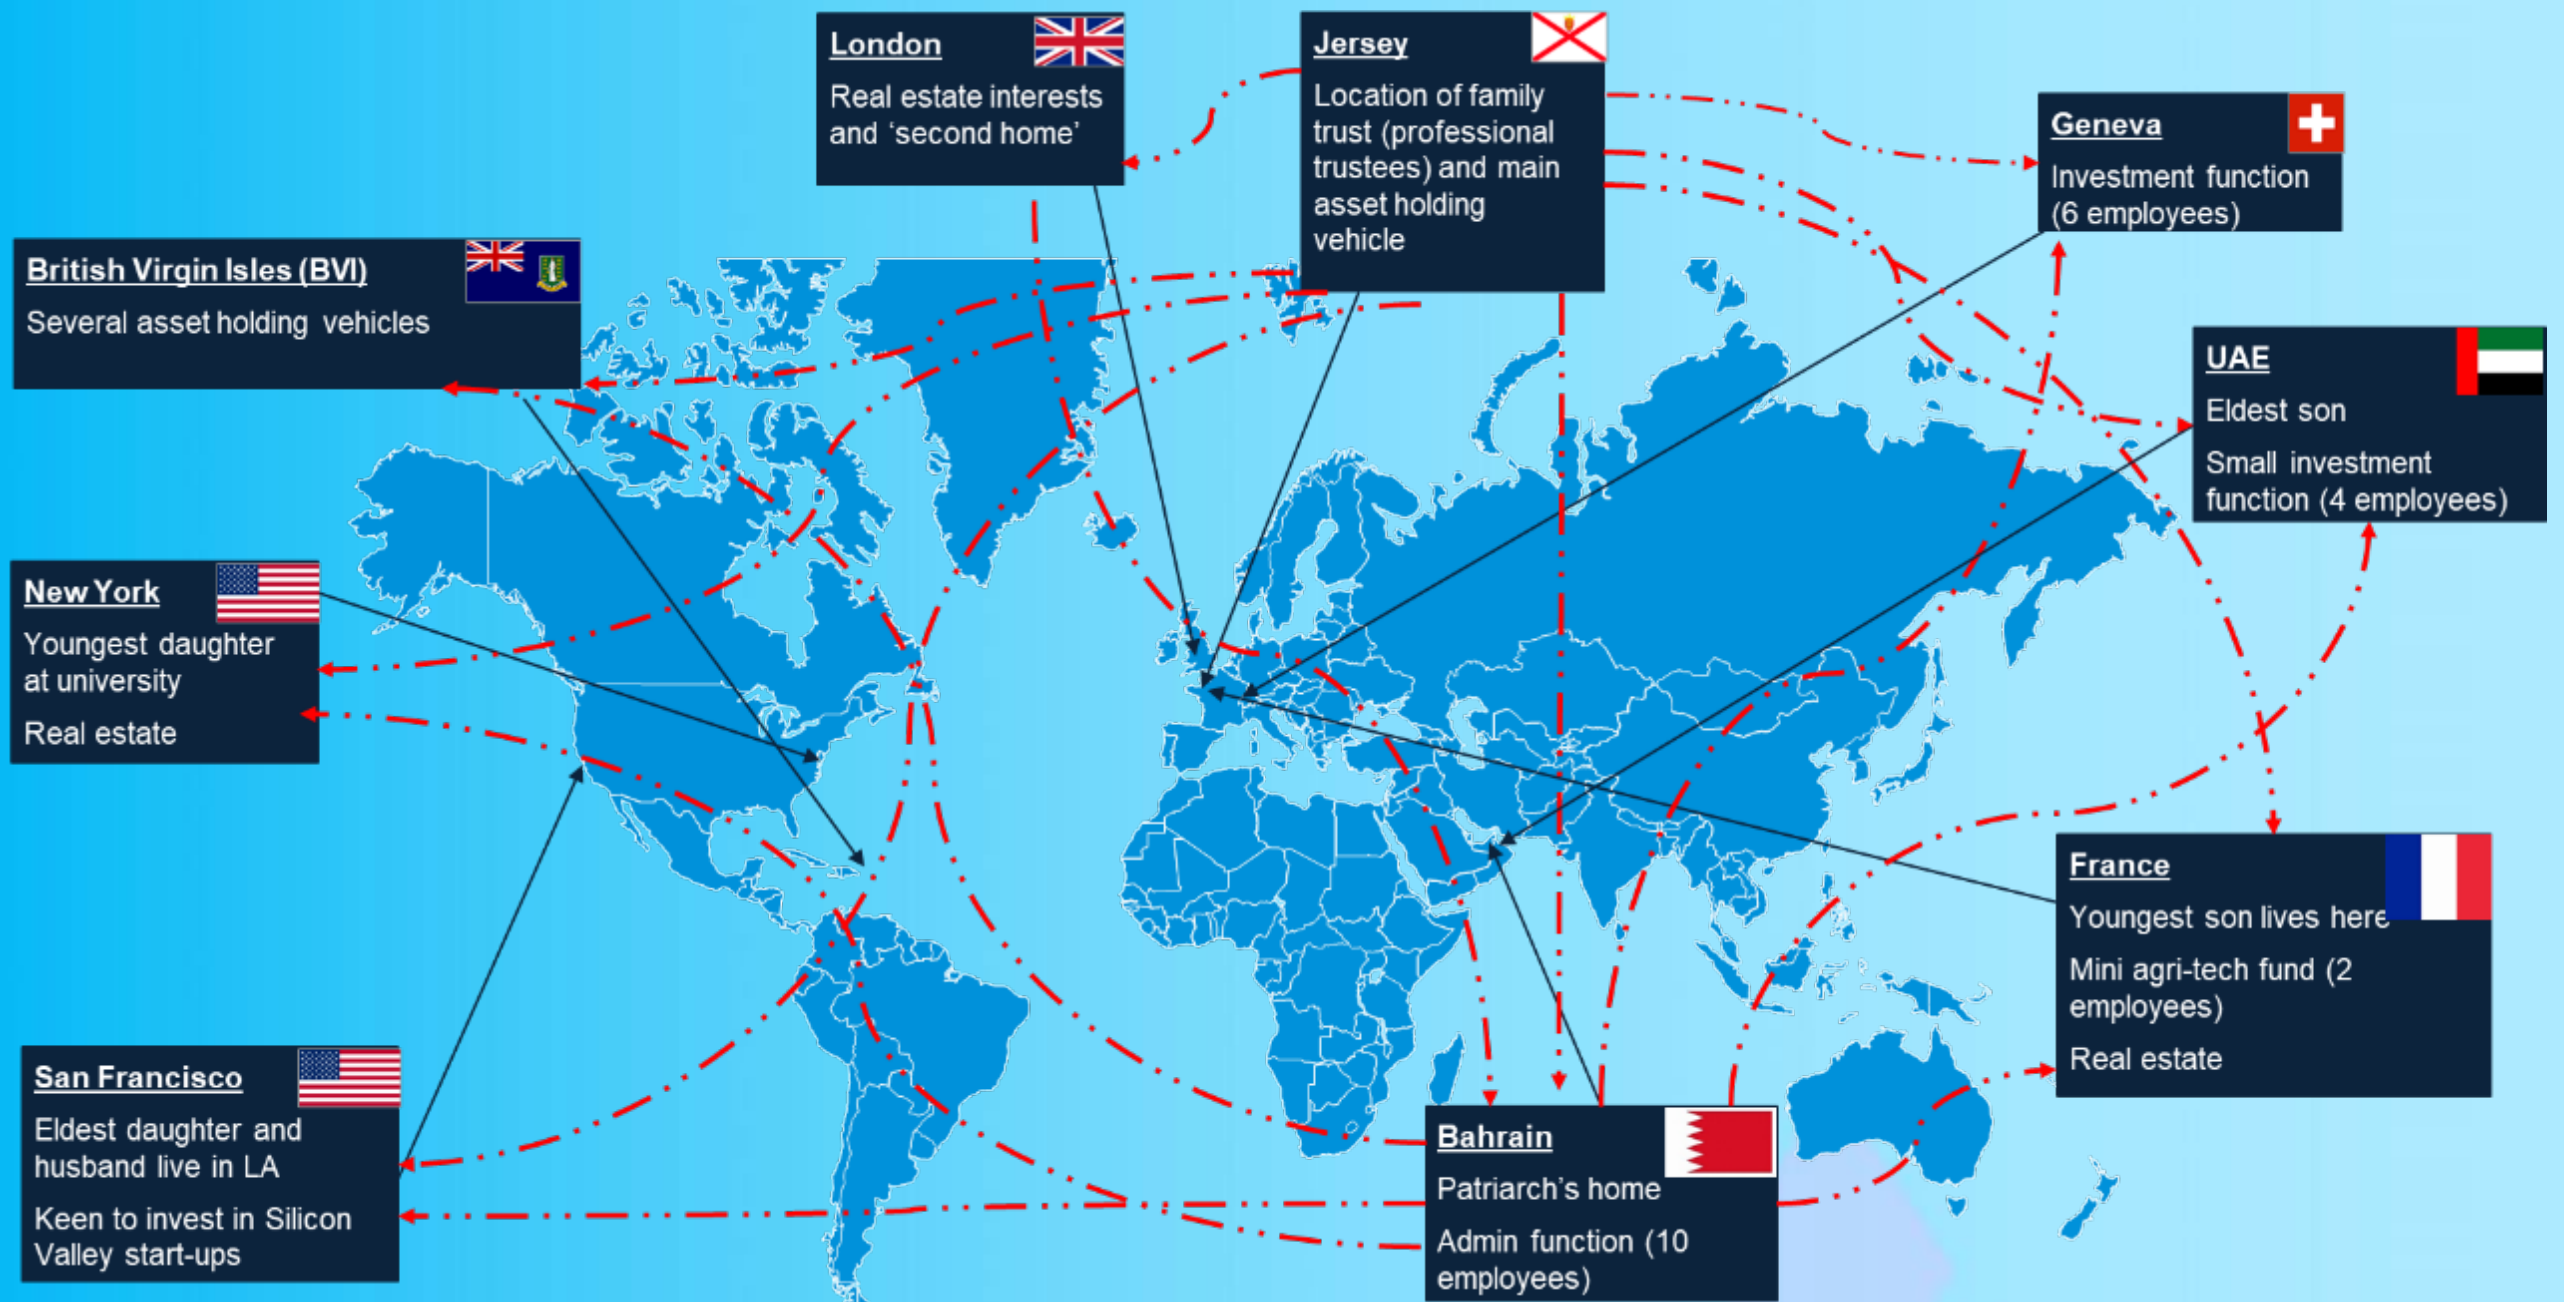 London
Real estate interests
and ‘second home’
Jersey
Location of family
trust (professional
trustees) and main
asset holding
vehicle
Geneva
Investment function
(6 employees)
British Virgin Isles (BVI)
Several asset holding vehicles
UAE
Eldest son
Small investment
function (4 employees)
New York
Youngest daughter
at university
Real estate
France
Youngest son lives here
Mini agri-tech fund (2
employees)
Real estate
San Francisco
Eldest daughter and
husband live in LA
Keen to invest in Silicon
Valley start-ups
Bahrain
Patriarch’s home
Admin function (10
employees)